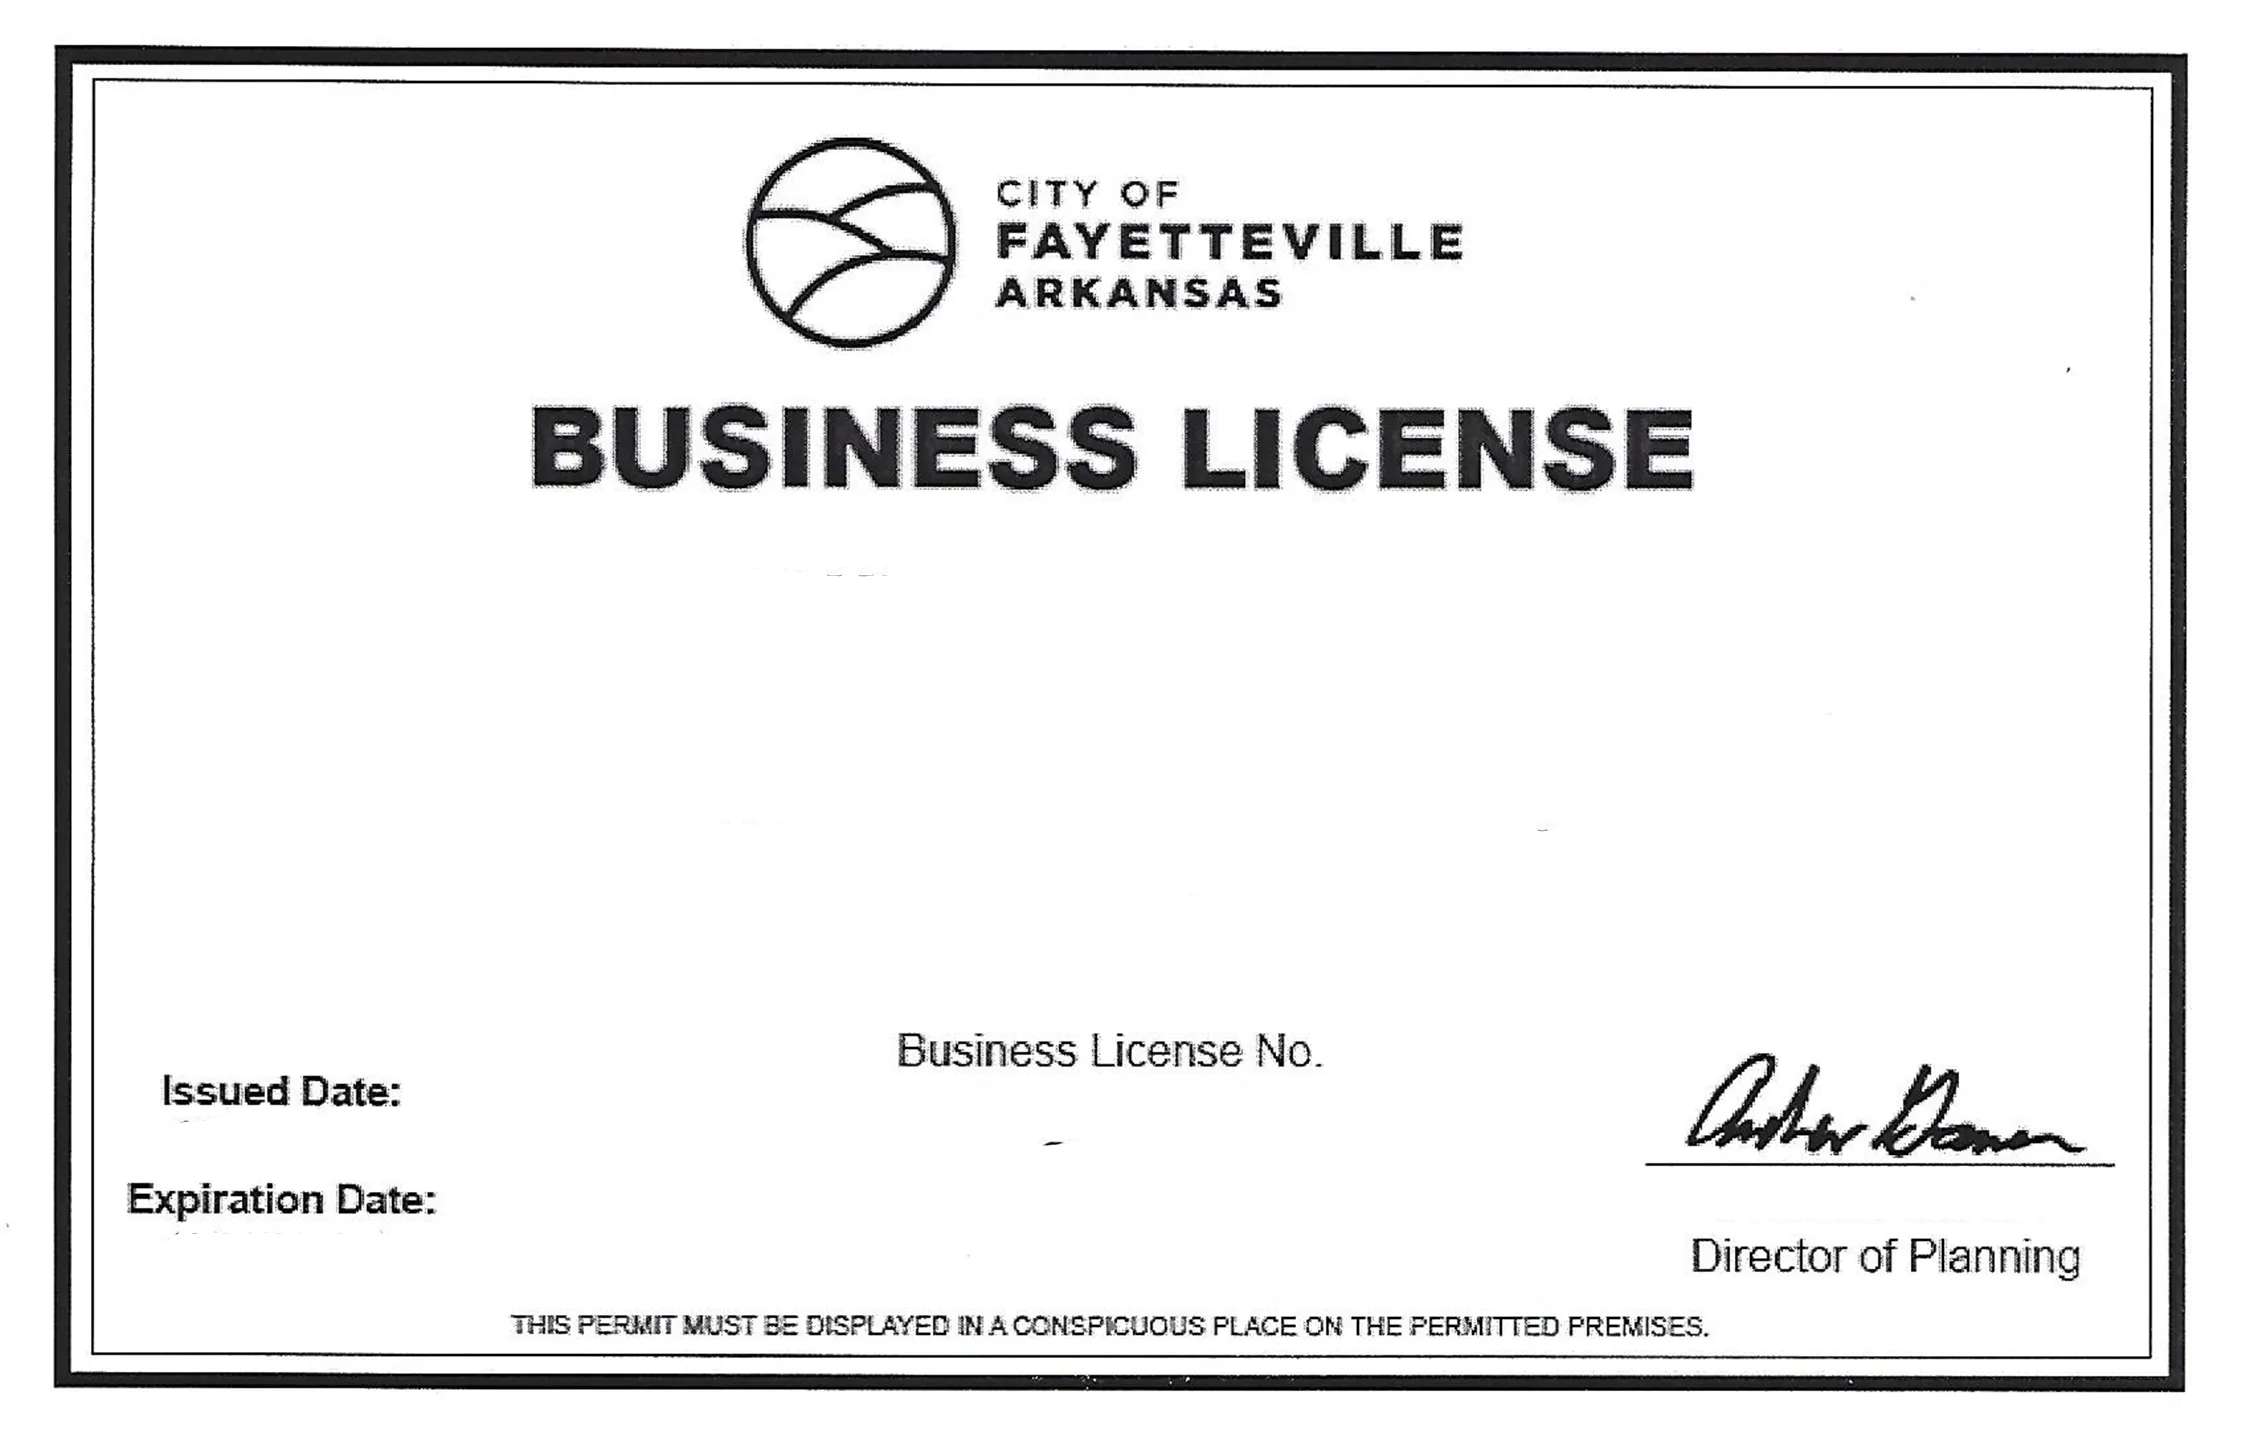 CITY OF
FAYETTEVILLE
ARKANSAS
BUSINESS LICENSE
Business License No.
Issued Date:
Expiration Date:
Director of Planning
THIS PERMIT MUST BE DISPLAYED IN A CONSPICUOUS PLACE ON THE PERMITTED PREMISES.